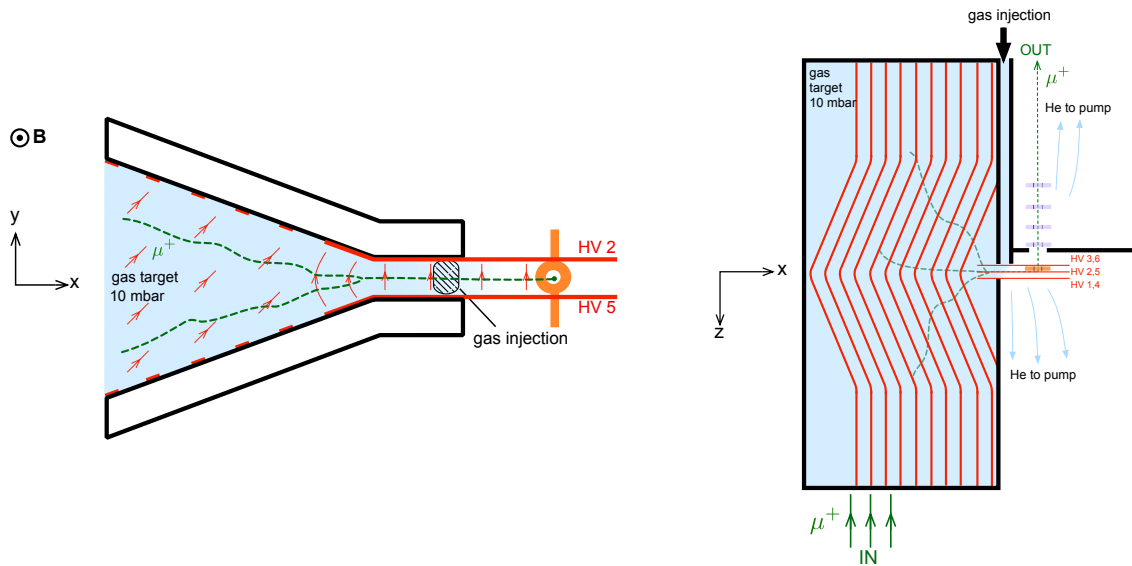 B
y
x
μ+
gas target
10 mbar
HV 2
HV 5
gas injection
gas injection
OUT
μ+
gas
target
10 mbar
He to pump
x
z
HV 3,6
HV 2,5
HV 1,4
He to pump
μ+
IN